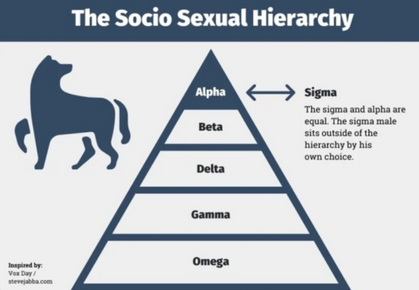 The Socio Sexual Hierarchy
Alpha
Sigma
The sigma and alpha are
equal. The sigma male
sits outside of the
hierarchy by his
own choice.
Beta
Delta
Gamma
Omega
Inspired by:
Vox Day /
stevejabba.com